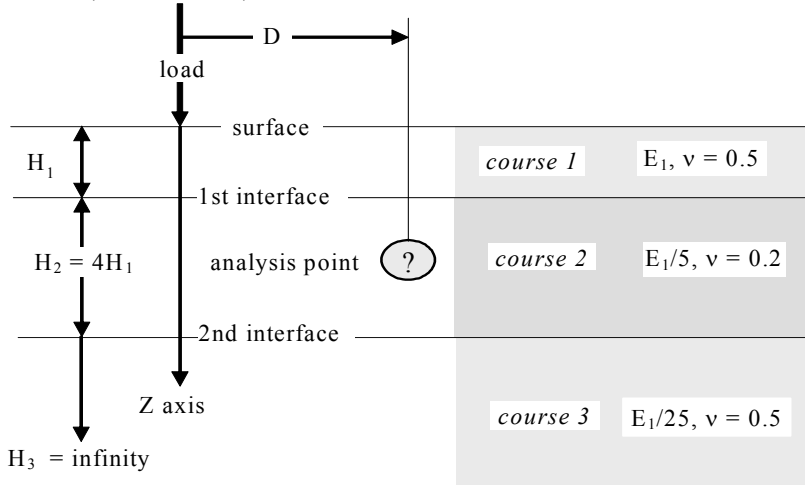 D
load
surface
H1
course 1 E1, ν = 0.5
1st interface
H2 = 4H1
analysis point ?
course 2 E1/5, ν = 0.2
2nd interface
Z axis
course 3 E1/25, ν = 0.5
H3 = infinity